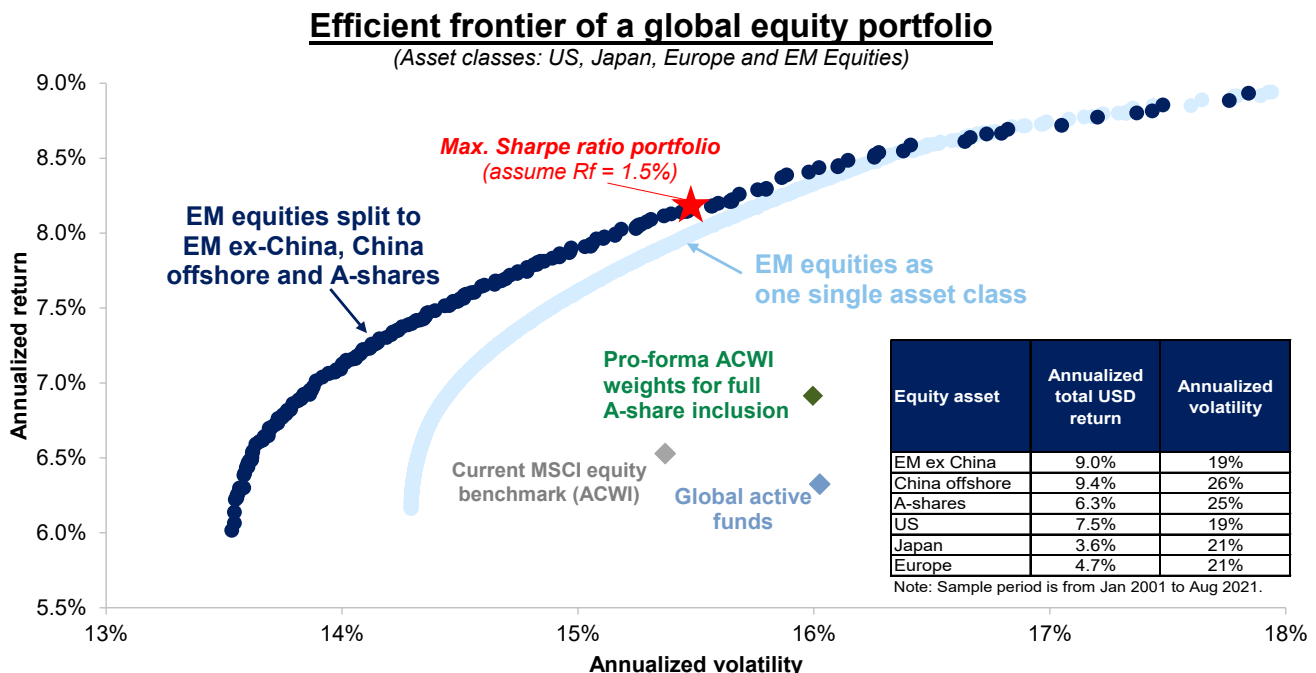 Efficient frontier of a global equity portfolio
(Asset classes: US, Japan, Europe and EM Equities)
Annualized return
9.0%
8.5%
8.0%
7.5%
7.0%
6.5%
6.0%
5.5%
Max. Sharpe ratio portfolio
(assume Rf = 1.5%)
EM equities split to
EM ex-China, China
offshore and A-shares
EM equities as
one single asset class
Pro-forma ACWI
weights for full
A-share inclusion
Current MSCI equity
benchmark (ACWI)
Global active
funds
Equity asset
Annualized
total USD
return
Annualized
volatility
EM ex China 9.0% 19%
China offshore 9.4% 26%
A-shares 6.3% 25%
US 7.5% 19%
Japan 3.6% 21%
Europe 4.7% 21%
Note: Sample period is from Jan 2001 to Aug 2021.
13% 14% 15% 16% 17% 18%
Annualized volatility